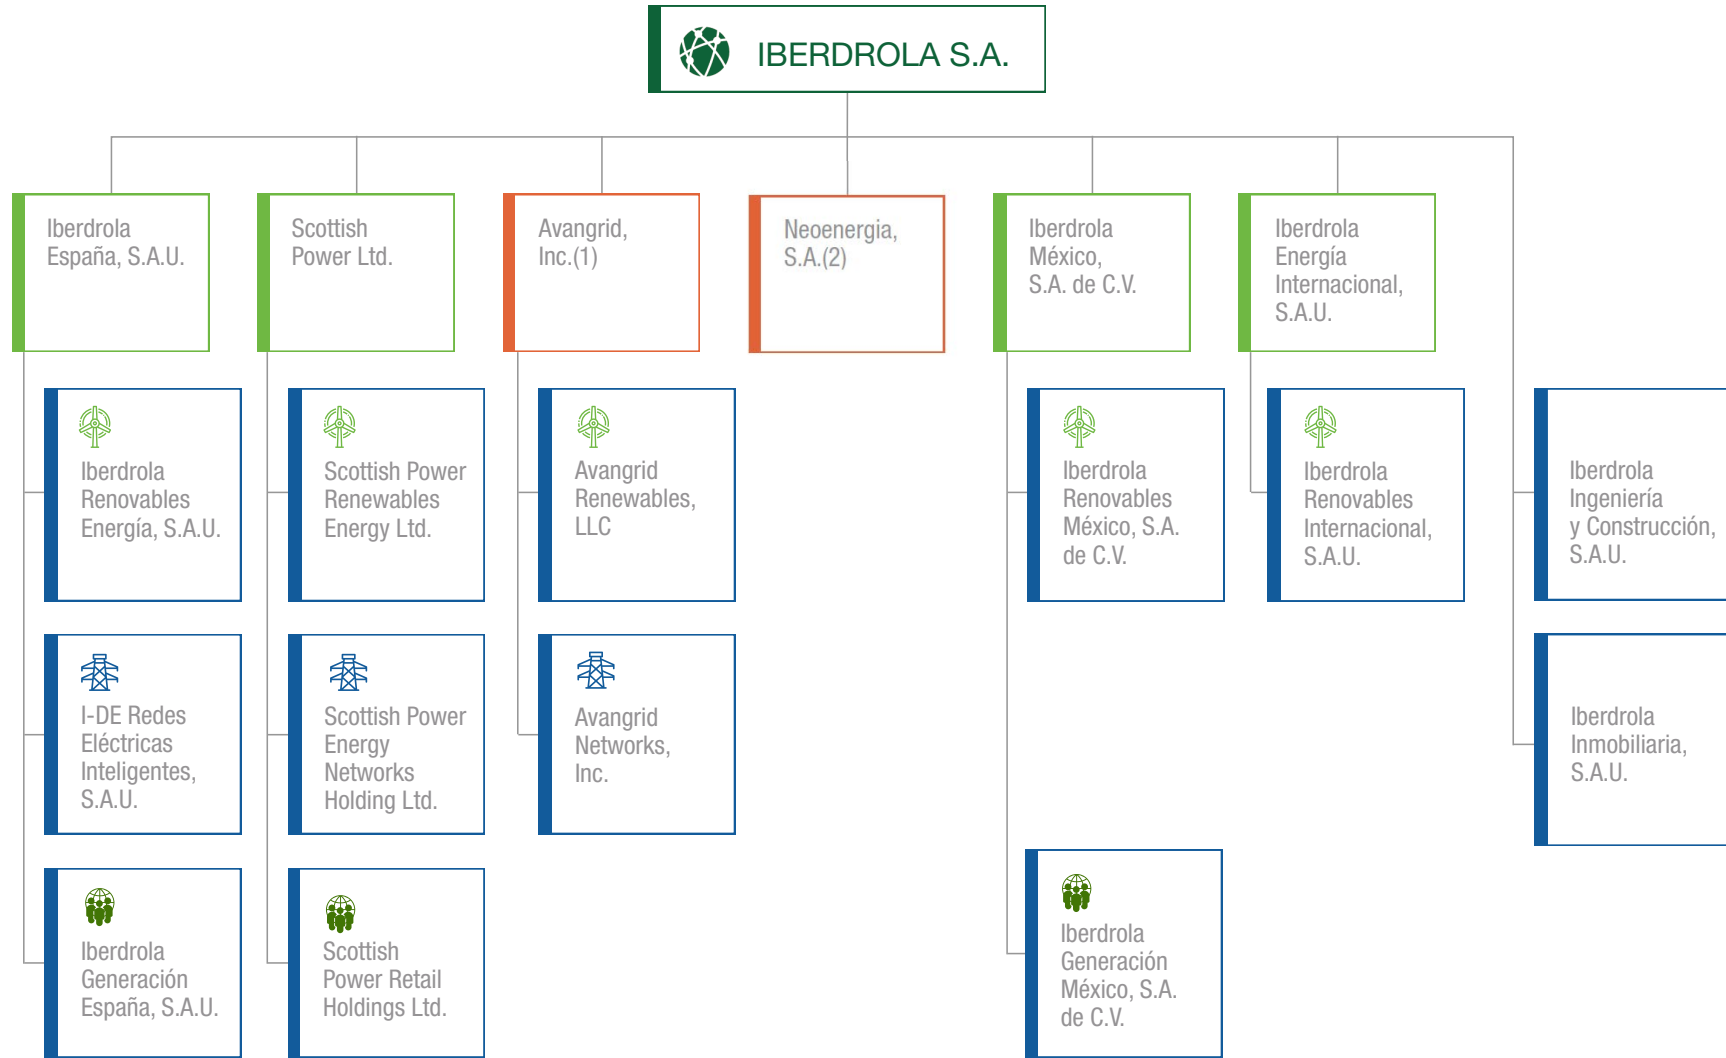 IBERDROLA S.A.
Iberdrola
España, S.A.U.
Scottish
Power Ltd.
Avangrid,
Inc.(1)
Neoenergia,
S.A.(2)
Iberdrola
México,
S.A. de C.V.
Iberdrola
Energía
Internacional,
S.A.U.
Iberdrola
Renovables
Energía, S.A.U.
Scottish Power
Renewables
Energy Ltd.
Avangrid
Renewables,
LLC
Iberdrola
Renovables
México, S.A.
de C.V.
Iberdrola
Renovables
Internacional,
S.A.U.
Iberdrola
Ingeniería
y Construcción,
S.A.U.
I-DE Redes
Eléctricas
Inteligentes,
S.A.U.
Scottish Power
Energy
Networks
Holding Ltd.
Avangrid
Networks,
Inc.
Iberdrola
Inmobiliaria,
S.A.U.
Iberdrola
Generación
España, S.A.U.
Scottish
Power Retail
Holdings Ltd.
Iberdrola
Generación
México, S.A.
de C.V.